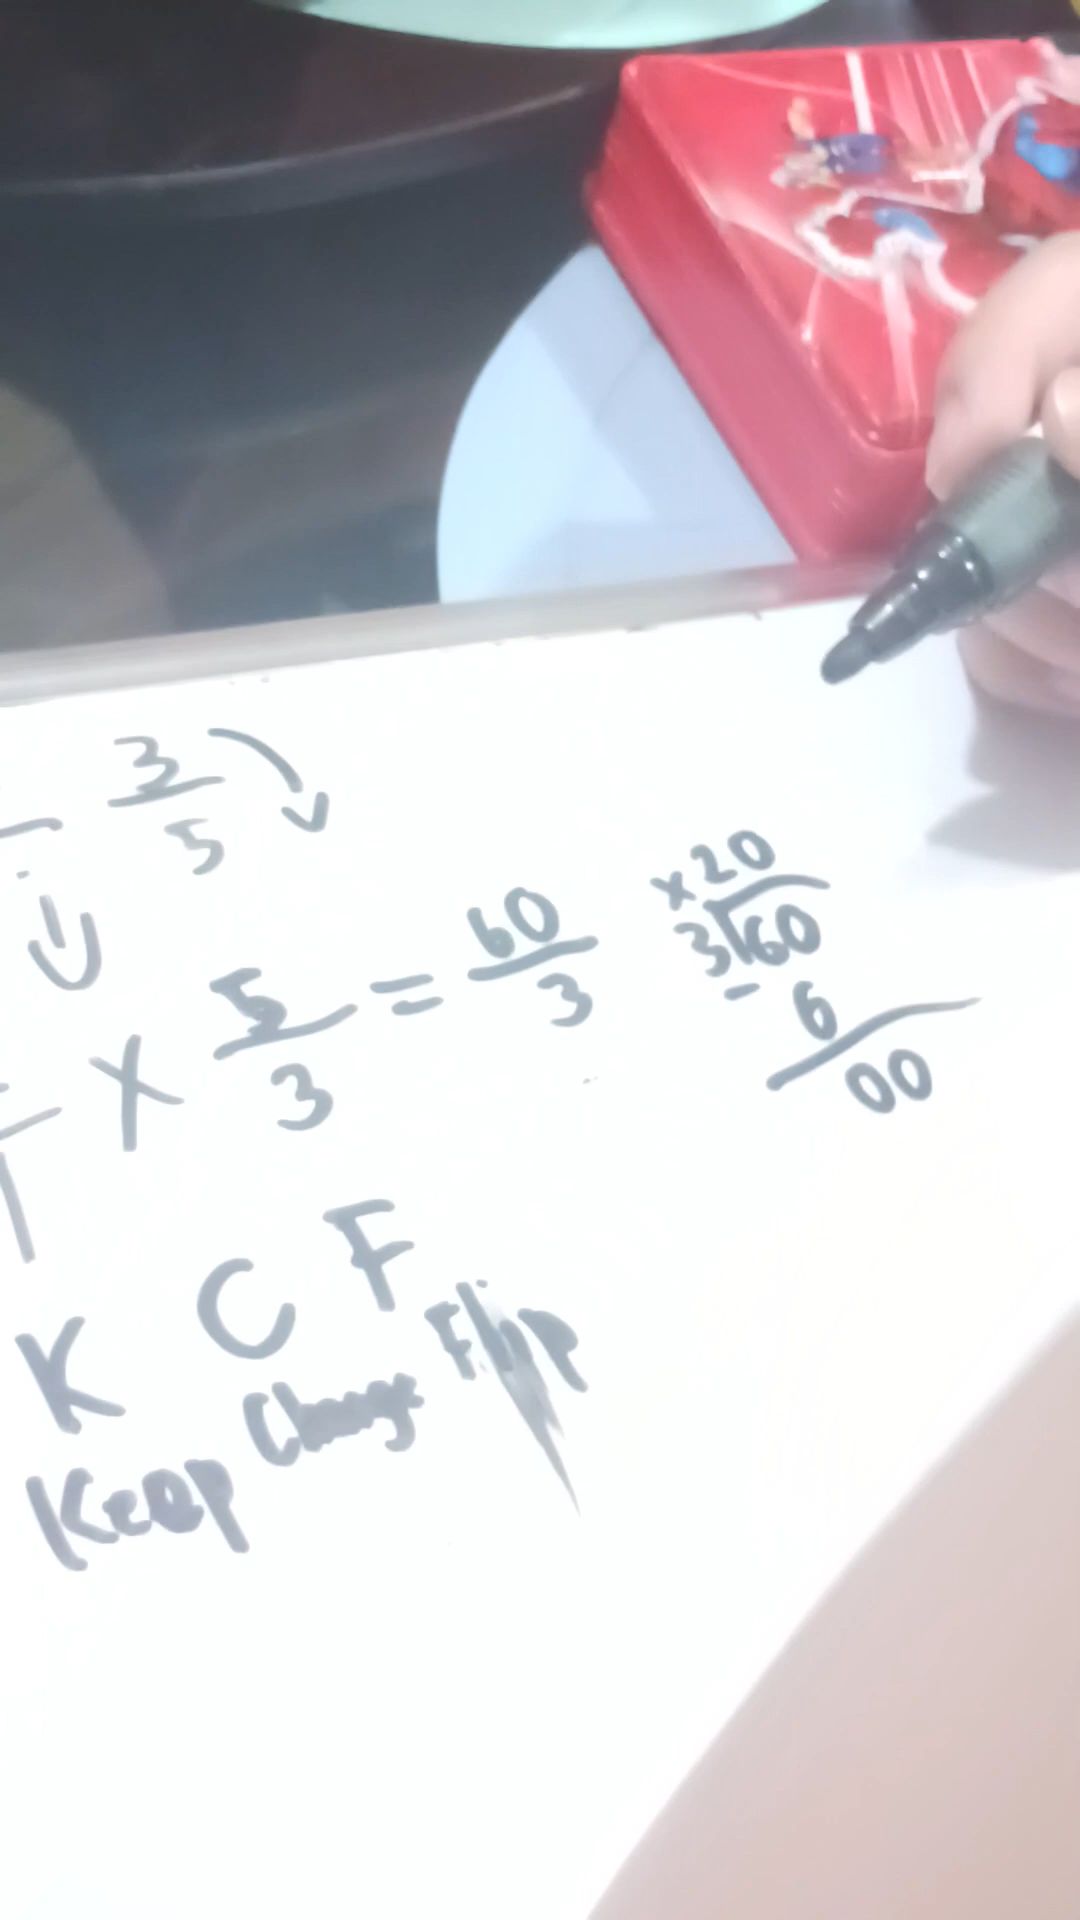 ÷ 3/5
× 5/3 = 60/3
×20
3)60
- 6
00
K C F
Keep Change Flip